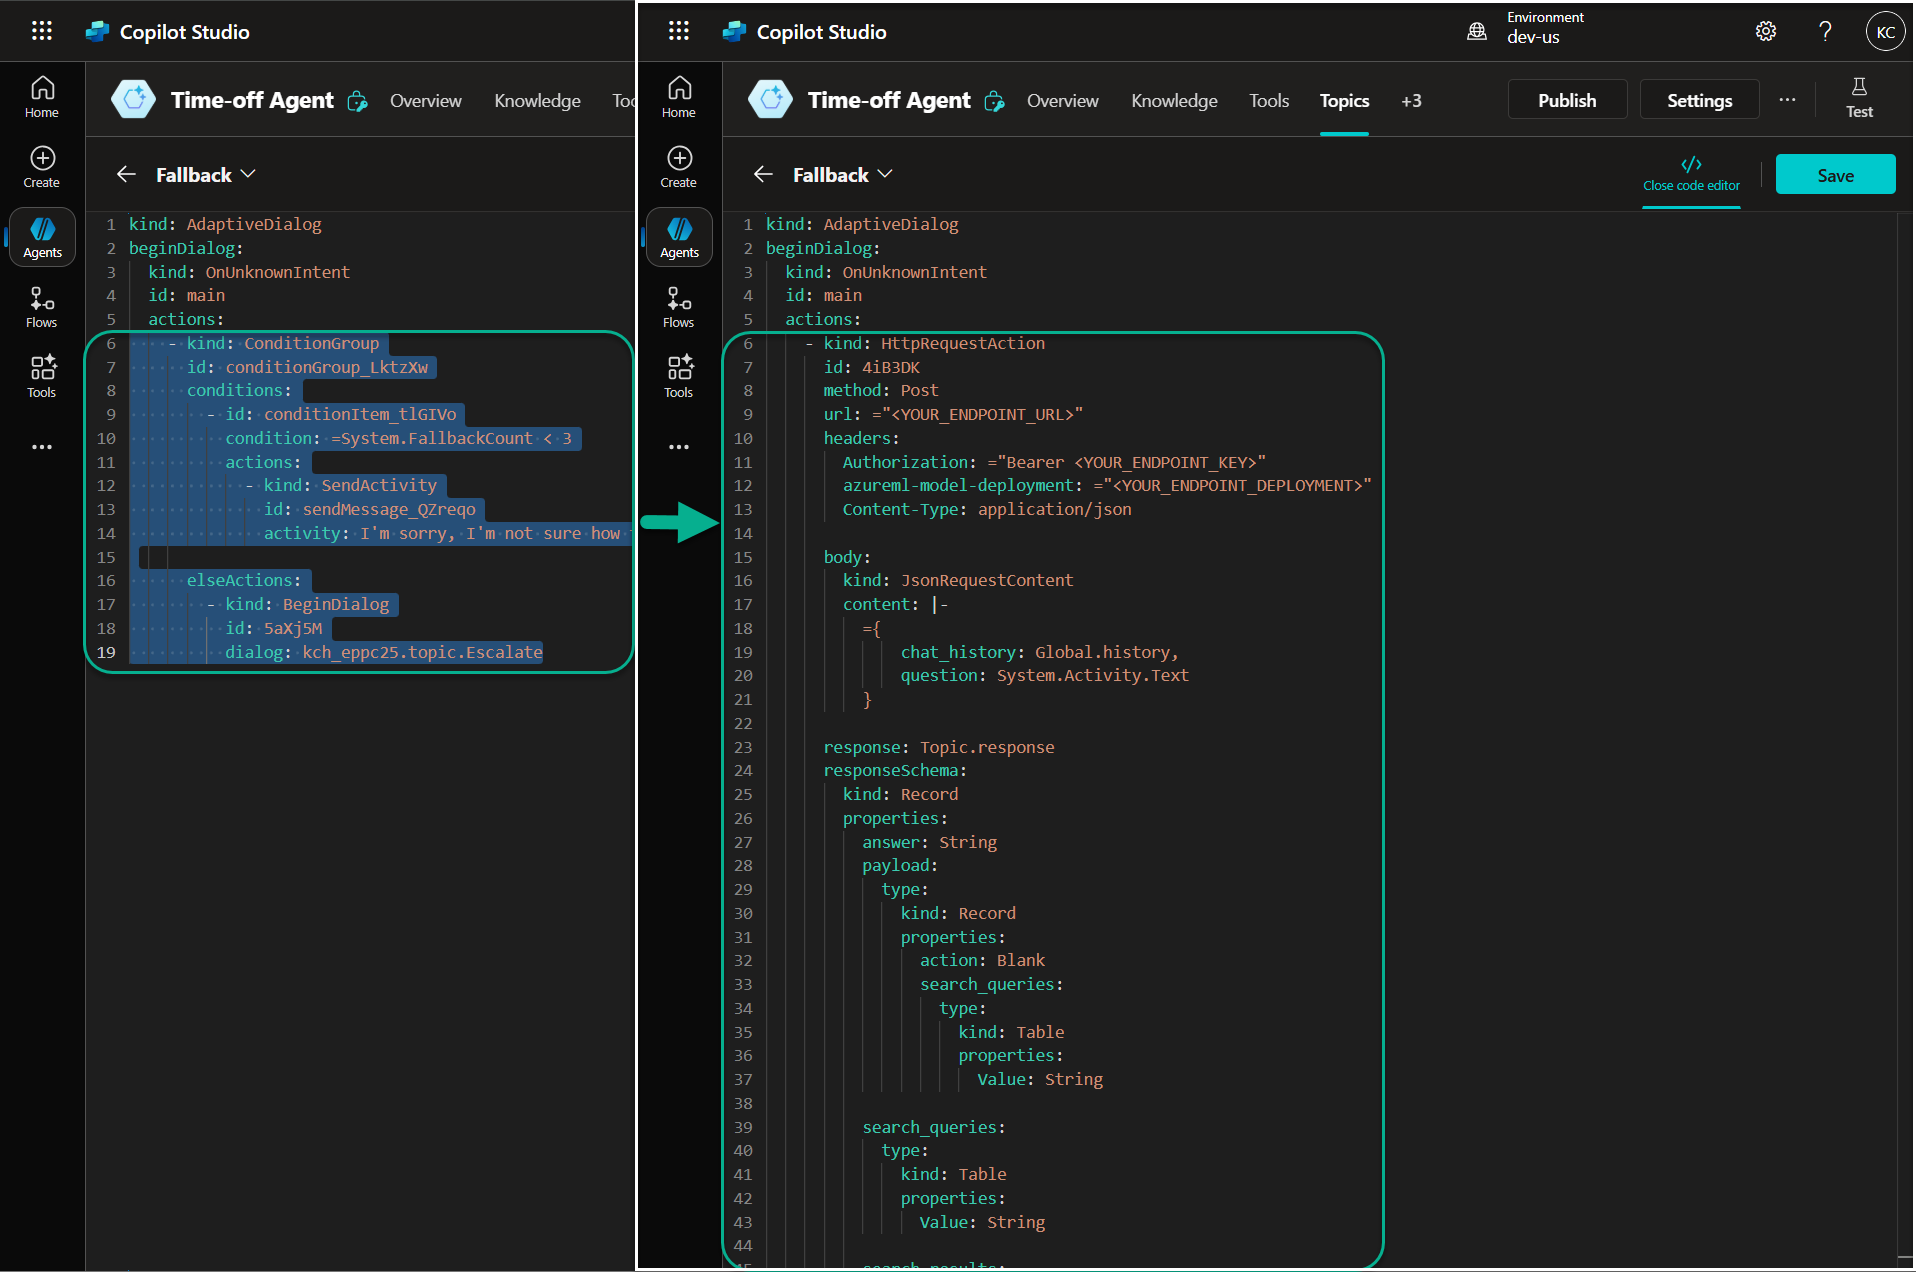 Copilot Studio
Home
Create
Agents
Flows
Tools
Time-off Agent
Overview
Knowledge
Fallback
1 kind: AdaptiveDialog
2 beginDialog:
3 kind: OnUnknownIntent
4 id: main
5 actions:
6 - kind: ConditionGroup
7 id: conditionGroup_LktzXw
8 conditions:
9 - id: conditionItem_tlGIVo
10 condition: =System.FallbackCount < 3
11 actions:
12 - kind: SendActivity
13 id: sendMessage_QZreqo
14 activity: I'm sorry, I'm not sure how
15
16 elseActions:
17 - kind: BeginDialog
18 id: 5aXj5M
19 dialog: kch_eppc25.topic.Escalate
Copilot Studio
Environment
dev-us
?
KC
Home
Create
Agents
Flows
Tools
Time-off Agent
Overview
Knowledge
Tools
Topics
+3
Publish
Settings
Test
Fallback
Close code editor
Save
1 kind: AdaptiveDialog
2 beginDialog:
3 kind: OnUnknownIntent
4 id: main
5 actions:
6 - kind: HttpRequestAction
7 id: 4iB3DK
8 method: Post
9 url: ="<YOUR_ENDPOINT_URL>"
10 headers:
11 Authorization: ="Bearer <YOUR_ENDPOINT_KEY>"
12 azureml-model-deployment: ="<YOUR_ENDPOINT_DEPLOYMENT>"
13 Content-Type: application/json
14
15 body:
16 kind: JsonRequestContent
17 content: |-
18 ={
19 chat_history: Global.history,
20 question: System.Activity.Text
21 }
22
23 response: Topic.response
24 responseSchema:
25 kind: Record
26 properties:
27 answer: String
28 payload:
29 type:
30 kind: Record
31 properties:
32 action: Blank
33 search_queries:
34 type:
35 kind: Table
36 properties:
37 Value: String
38
39 search_queries:
40 type:
41 kind: Table
42 properties:
43 Value: String
44